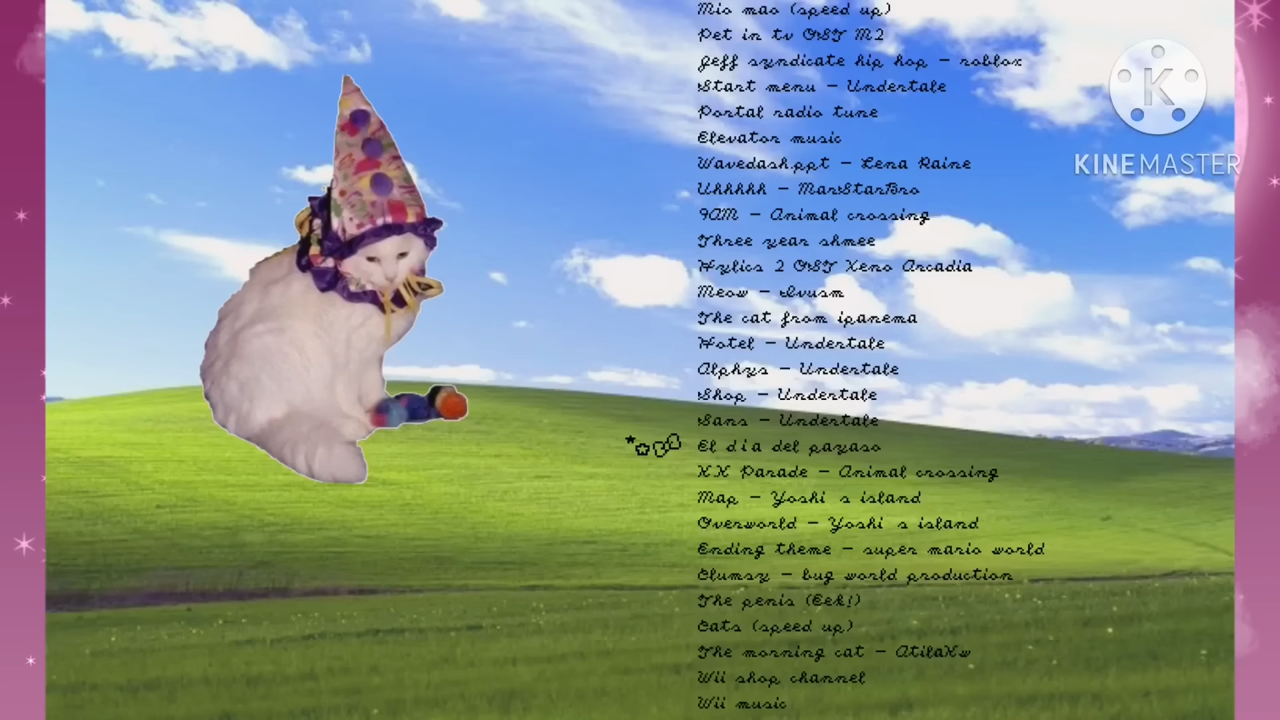 Mio mao (speed up)
Pet in tv OST M2
Jeff syndicate hip hop - roblox
Start menu - Undertale
Portal radio tune
Elevator music
Wavedash.ppt - Lena Raine
Uhhhhh - MarStarBro
9AM - Animal crossing
Three year shmee
Hylics 2 OST Xeno Arcadia
Meow - Ivusm
The cat from ipanema
Hotel - Undertale
Alphys - Undertale
Shop - Undertale
Sans - Undertale
El día del payaso
KK Parade - Animal crossing
Map - Yoshi s island
Overworld - Yoshi s island
Ending theme - super mario world
Clumsy - bug world production
The penis (Eek!)
Cats (speed up)
The morning cat - AtilaKw
Wii shop channel
Wii music
K
KINEMASTER